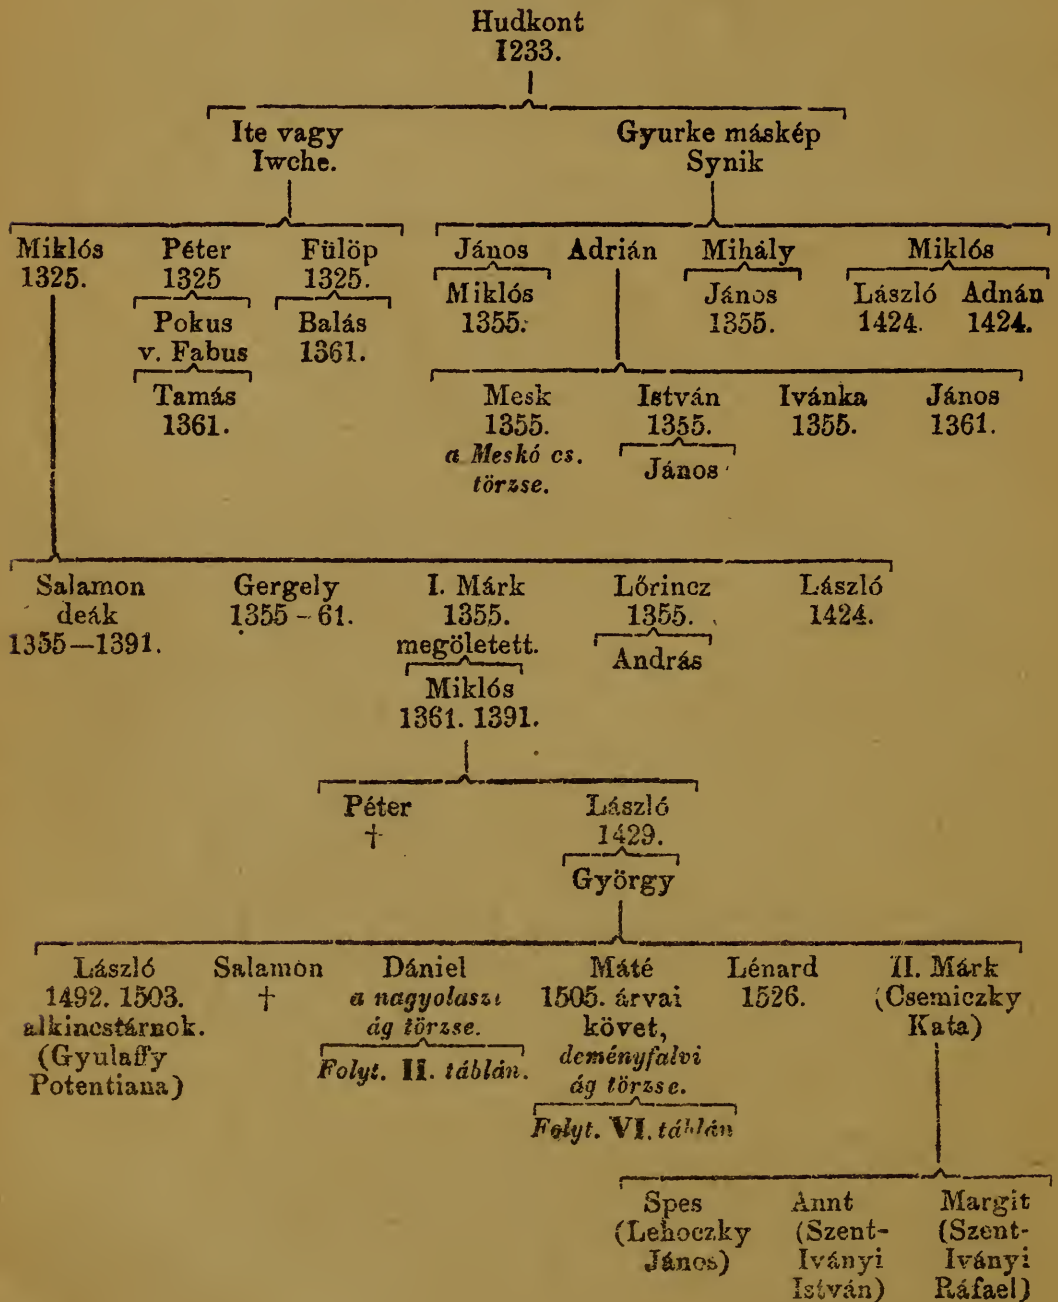 Hudkont
1233.
Ite vagy
Iwche.
Gyurke máskép
Synik
Miklós
1325.
Péter
1325
Pokus
v. Fabus
Tamás
1361.
Fülöp
1325.
Balás
1361.
János
Miklós
1355.
Adrián
Mihály
János
1355.
Miklós
László
1424.
Adnán
1424.
Mesk
1355.
a Meskó cs.
törzse.
István
1355.
János
Ivánka
1355.
János
1361.
Salamon
deák
1355—1391.
Gergely
1355-61.
I. Márk
1355.
megöletett.
Miklós
1361. 1391.
Lőrincz
1355.
András
László
1424.
Péter
†
László
1429.
György
László
1492. 1503.
alkincstárnok.
(Gyulaffy
Potentiana)
Salamon
†
Dániel
a nagyolaszi
ág törzse.
Folyt. II. táblán.
Máté
1505. árvai
követ,
deményfalvi
ág törzse.
Folyt. VI. táblán
Lénard
1526.
II. Márk
(Csemiczky
Kata)
Spes
(Lehoczky
János)
Annt
(Szent-
Iványi
István)
Margit
(Szent-
Iványi
Ráfael)